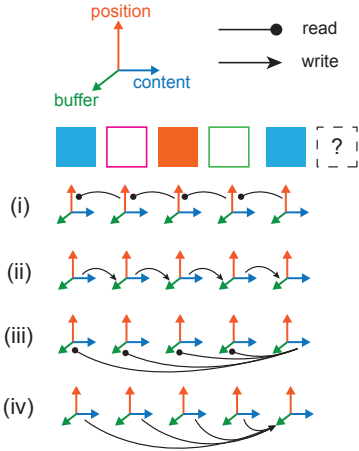 position
content
buffer
read
write
?
(i)
(ii)
(iii)
(iv)